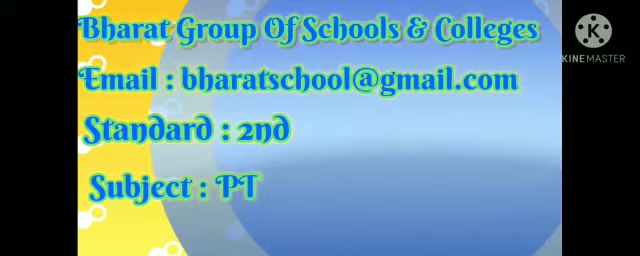 Bharat Group Of Schools & Colleges
Email : bharatschool@gmail.com
Standard : 2nd
Subject : PT
KINEMASTER